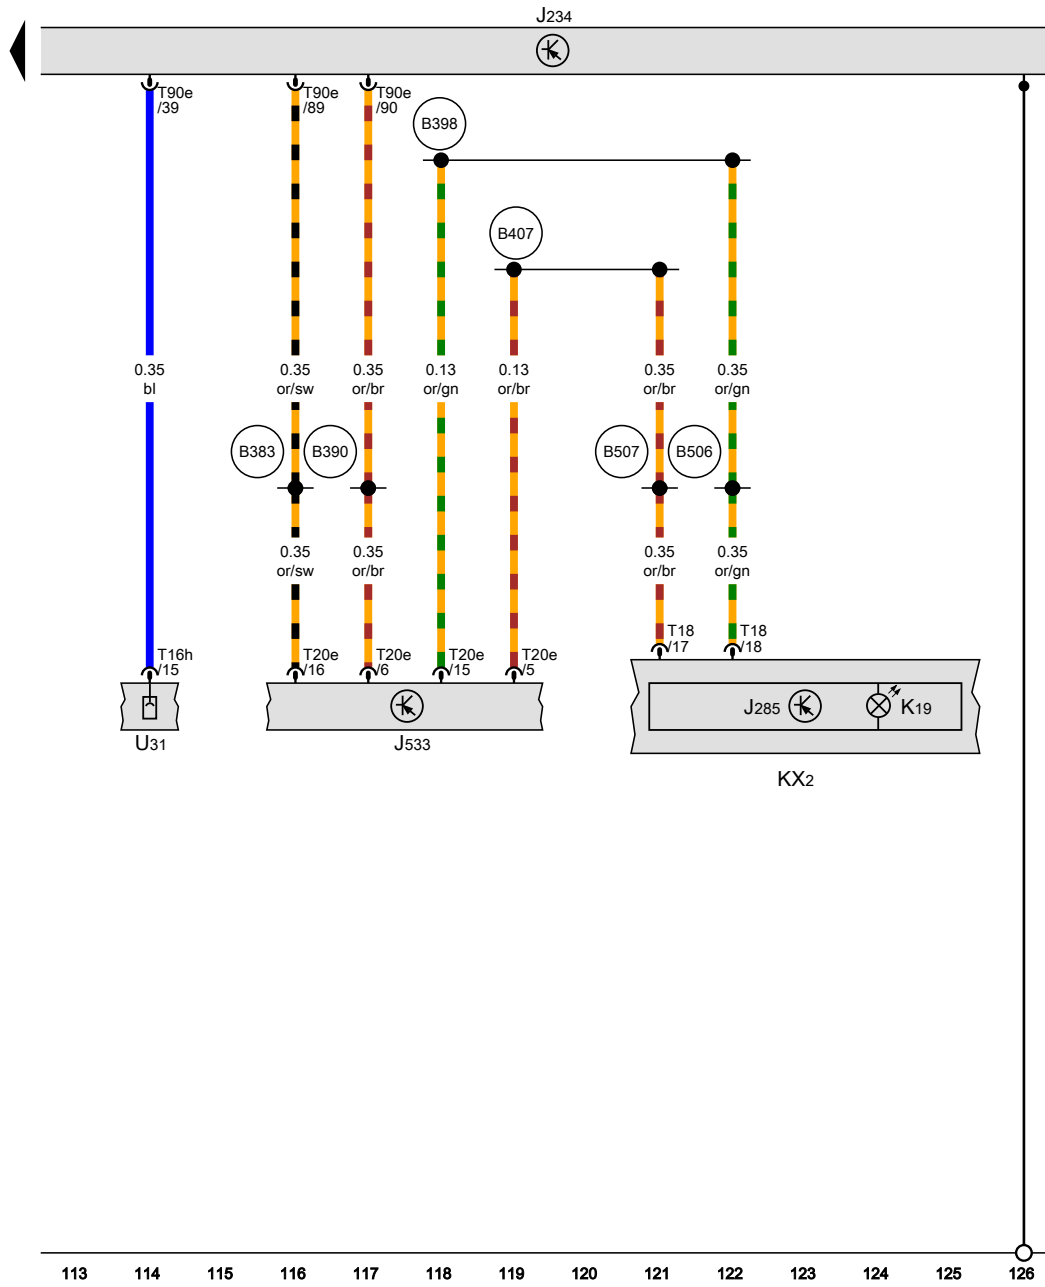 J234
T90e
/39
T90e
/89
T90e
/90
B398
B407
0.35
bl
0.35
or/sw
0.35
or/br
0.13
or/gn
0.13
or/br
0.35
or/br
0.35
or/gn
B383
B390
B507
B506
0.35
or/sw
0.35
or/br
0.35
or/br
0.35
or/gn
T16h
/15
T20e
/16
T20e
/6
T20e
/15
T20e
/5
T18
/17
T18
/18
U31
J533
J285
K19
KX2
113 114 115 116 117 118 119 120 121 122 123 124 125 126